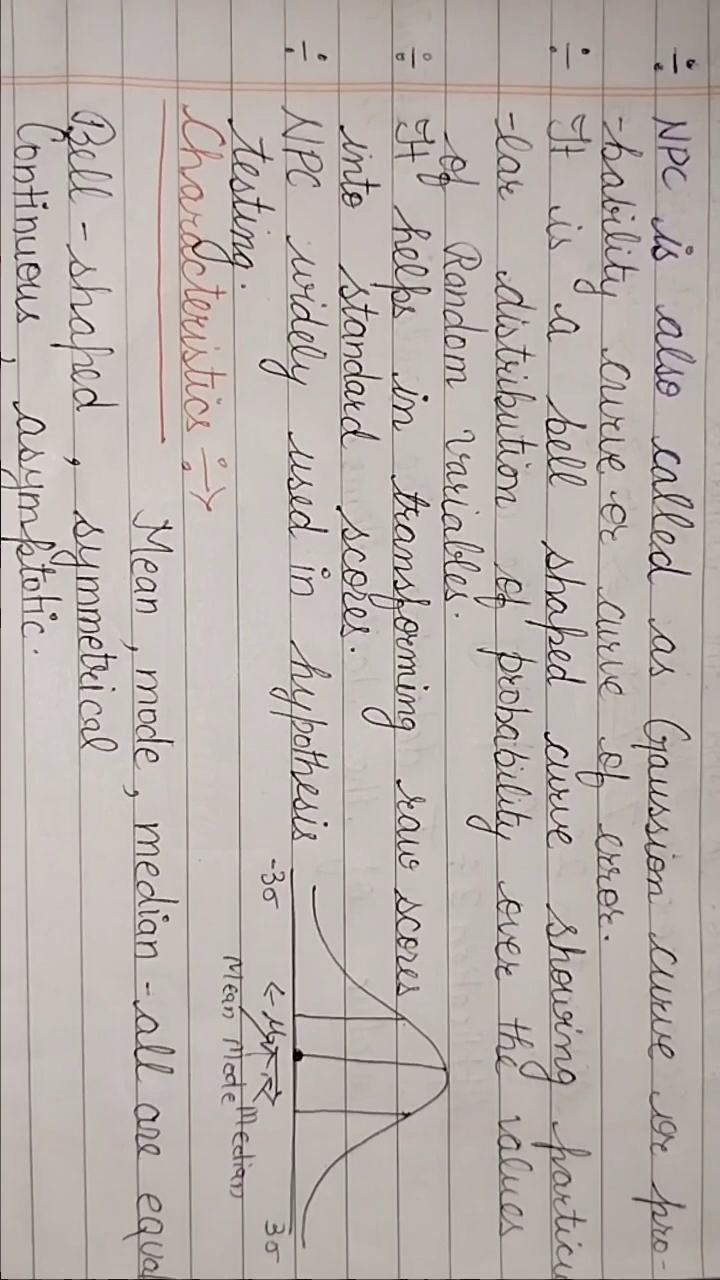 ÷ NPC is also called as Gaussion curve or pro-
-bability curve or curve of error.
÷ It is a bell shaped curve showing particu
-lar distribution of probability over the values
of Random variables.
÷ It helps in transforming raw scores
into standard scores.
÷ NPC widely used in hypothesis
testing.
-3σ 3σ
Mean Mode Median
Characteristics :->
Mean, mode, median - all are equal
Bell - shaped, symmetrical
Continuous, asymptotic.